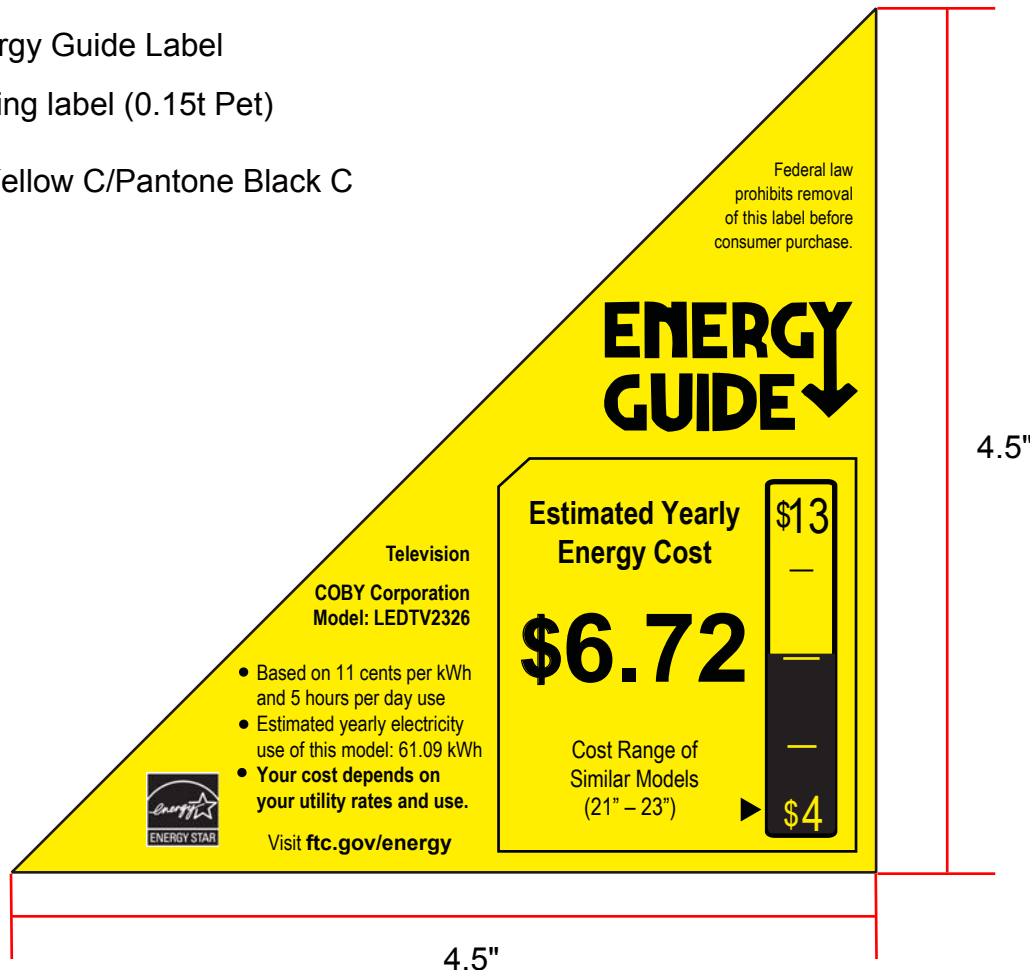 rgy Guide Label
ing label (0.15t Pet)
ellow C/Pantone Black C
Federal law
prohibits removal
of this label before
consumer purchase.
ENERGY
GUIDE
4.5"
Estimated Yearly
Energy Cost
$13
$6.72
Cost Range of
Similar Models
(21” – 23”)
$4
Television
COBY Corporation
Model: LEDTV2326
• Based on 11 cents per kWh
and 5 hours per day use
• Estimated yearly electricity
use of this model: 61.09 kWh
• Your cost depends on
your utility rates and use.
Visit ftc.gov/energy
energy
ENERGY STAR
4.5"